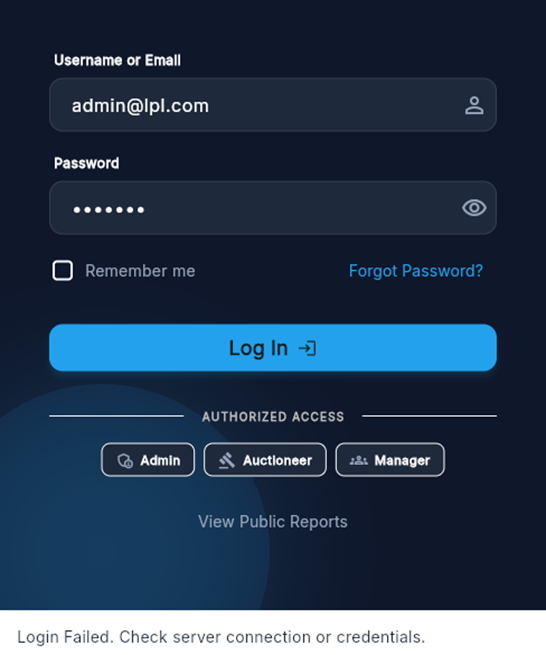 Username or Email
admin@lpl.com
Password
•••••••
Remember me
Forgot Password?
Log In
AUTHORIZED ACCESS
Admin
Auctioneer
Manager
View Public Reports
Login Failed. Check server connection or credentials.